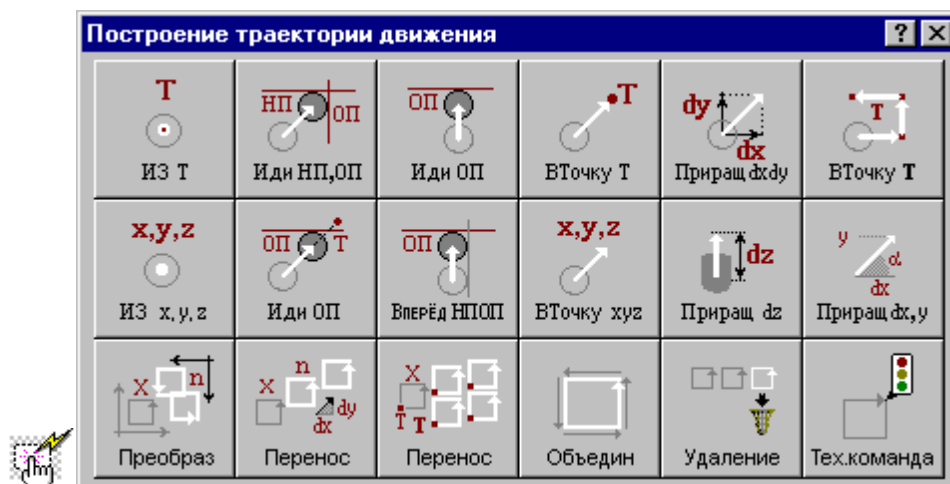 Построение траектории движения
? X
T
ИЗ Т
НП ОП
Иди НП,ОП
ОП
Иди ОП
T
ВТочку Т
dy dx
Приращ dxdy
T
ВТочку Т
x,y,z
ИЗ x,y,z
ОП T
Иди ОП
ОП
Вперёд НПОП
x,y,z
ВТочку xyz
dz
Приращ dz
y α dx
Приращ dx,y
X n
Преобраз
X n dx dy
Перенос
X T T
Перенос
Объедин
Удаление
Тех.команда